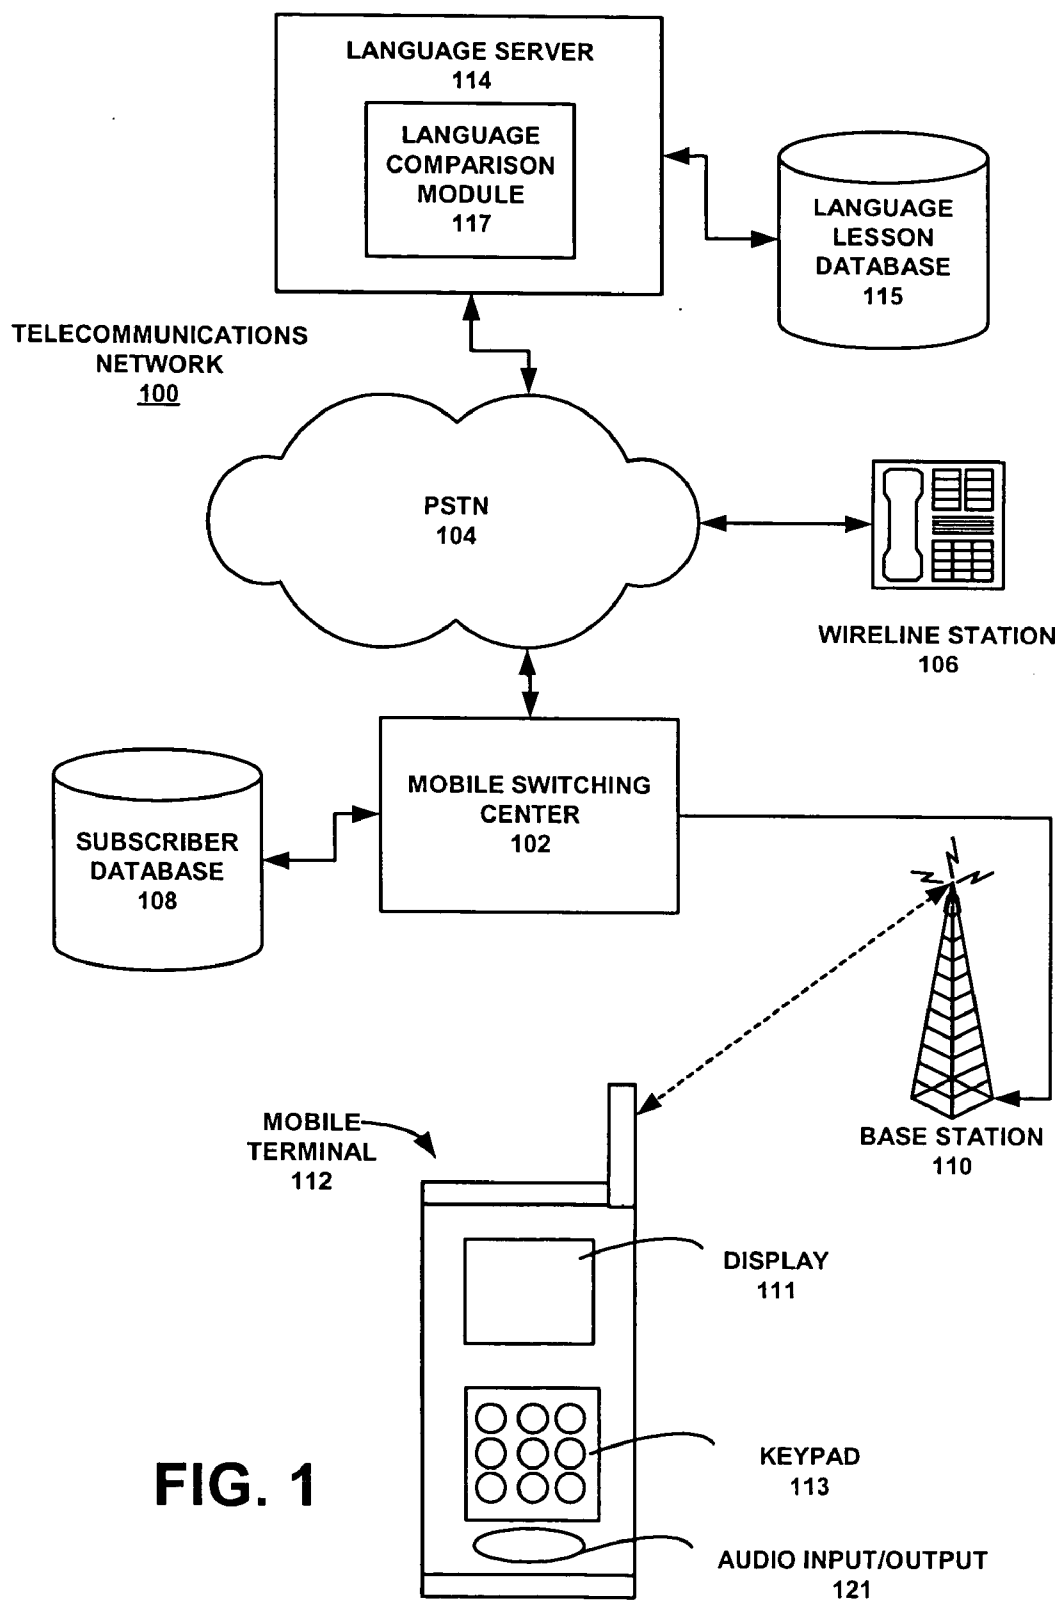 LANGUAGE SERVER
114
LANGUAGE
COMPARISON
MODULE
117
LANGUAGE
LESSON
DATABASE
115
TELECOMMUNICATIONS
NETWORK
100
PSTN
104
WIRELINE STATION
106
MOBILE SWITCHING
CENTER
102
SUBSCRIBER
DATABASE
108
BASE STATION
110
MOBILE
TERMINAL
112
DISPLAY
111
KEYPAD
113
FIG. 1
AUDIO INPUT/OUTPUT
121